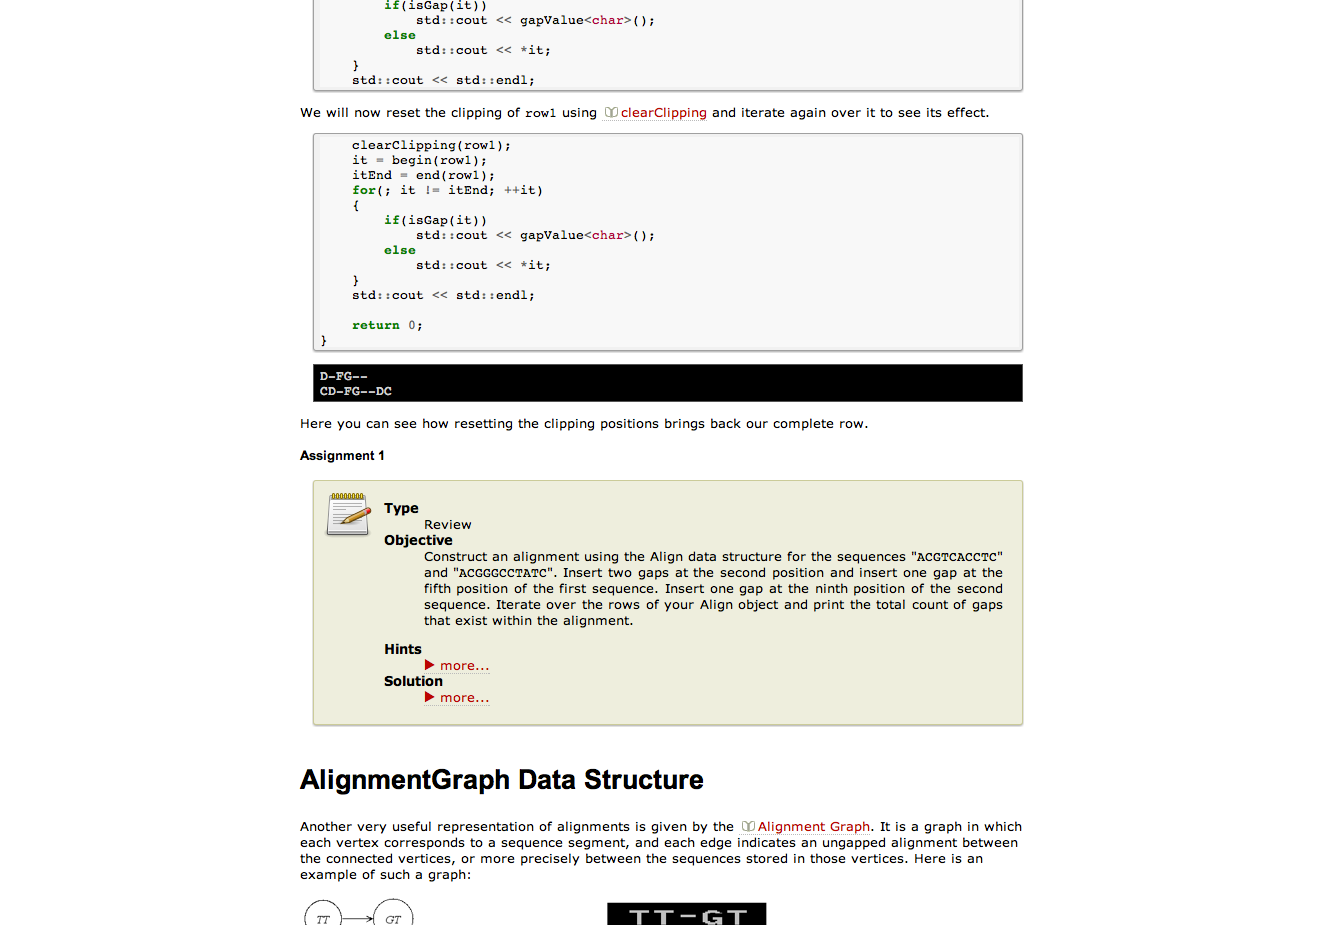 if(isGap(it))
std::cout << gapValue<char>();
else
std::cout << *it;
}
std::cout << std::endl;
We will now reset the clipping of row1 using clearClipping and iterate again over it to see its effect.
clearClipping(row1);
it = begin(row1);
itEnd = end(row1);
for(; it != itEnd; ++it)
{
if(isGap(it))
std::cout << gapValue<char>();
else
std::cout << *it;
}
std::cout << std::endl;
return 0;
}
D-FG--
CD-FG--DC
Here you can see how resetting the clipping positions brings back our complete row.
Assignment 1
Type
Review
Objective
Construct an alignment using the Align data structure for the sequences "ACGTCACCTC"
and "ACGGGCCTATC". Insert two gaps at the second position and insert one gap at the
fifth position of the first sequence. Insert one gap at the ninth position of the second
sequence. Iterate over the rows of your Align object and print the total count of gaps
that exist within the alignment.
Hints
more...
Solution
more...
AlignmentGraph Data Structure
Another very useful representation of alignments is given by the Alignment Graph. It is a graph in which
each vertex corresponds to a sequence segment, and each edge indicates an ungapped alignment between
the connected vertices, or more precisely between the sequences stored in those vertices. Here is an
example of such a graph:
TT GT TT-GT